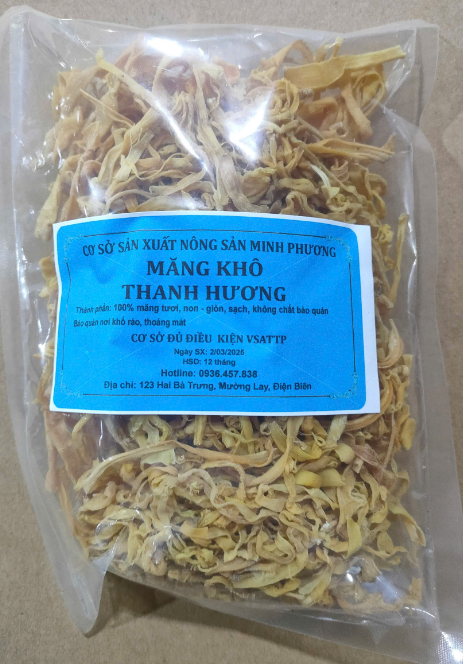 CƠ SỞ SẢN XUẤT NÔNG SẢN MINH PHƯƠNG
MĂNG KHÔ
THANH HƯƠNG
Thành phần: 100% măng tươi, non - giòn, sạch, không chất bảo quản
Bảo quản nơi khô ráo, thoáng mát
CƠ SỞ ĐỦ ĐIỀU KIỆN VSATTP
Ngày SX: 2/03/2025
HSD: 12 tháng
Hotline: 0936.457.838
Địa chỉ: 123 Hai Bà Trưng, Mường Lay, Điện Biên